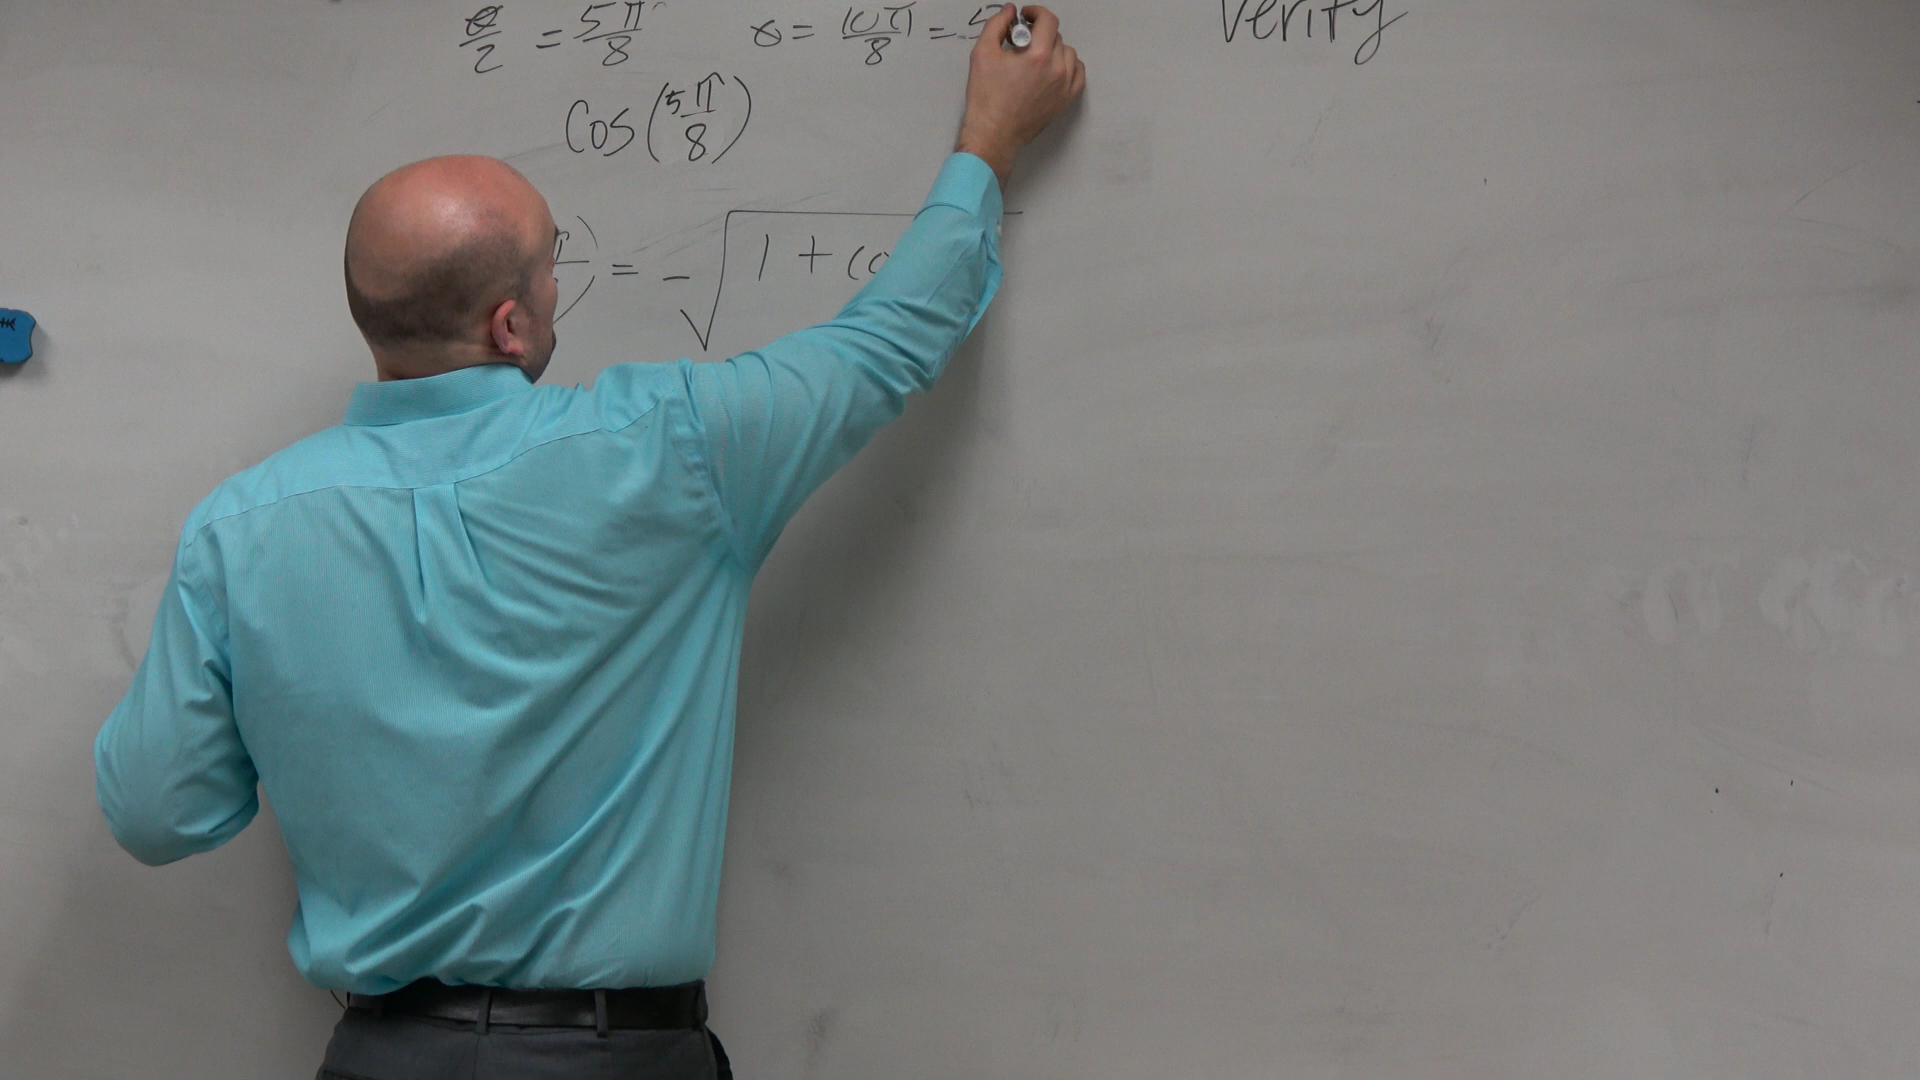 θ/2 = 5π/8 θ = 10π/8 = 5 Verify
Cos(5π/8)
) = -√1 + co